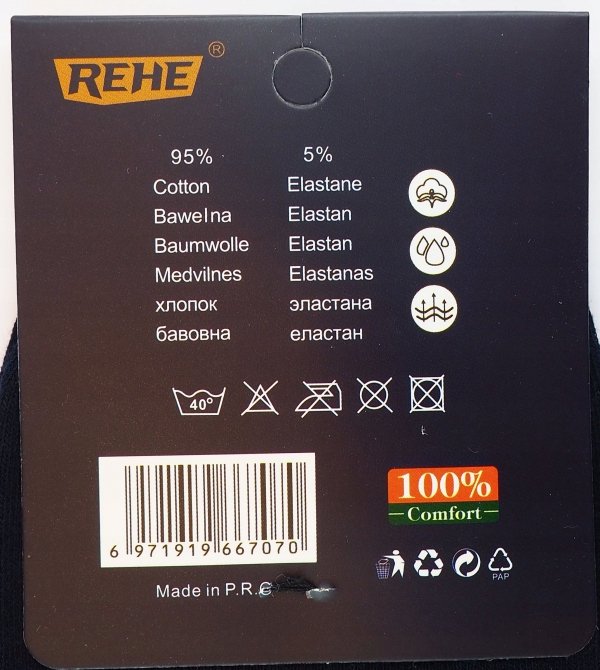 REHE®
95% 5%
Cotton Elastane
Bawelna Elastan
Baumwolle Elastan
Medvilnes Elastanas
хлопок эластана
бавовна еластан
40°
6 971919 667070
100%
Comfort
PAP
Made in P.R.C